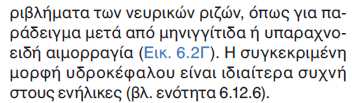 ριβλήματα των νευρικών ριζών, όπως για πα-
ράδειγμα μετά από μηνιγγίτιδα ή υπαραχνο-
ειδή αιμορραγία (Εικ. 6.2Γ). Η συγκεκριμένη
μορφή υδροκέφαλου είναι ιδιαίτερα συχνή
στους ενήλικες (βλ. ενότητα 6.12.6).